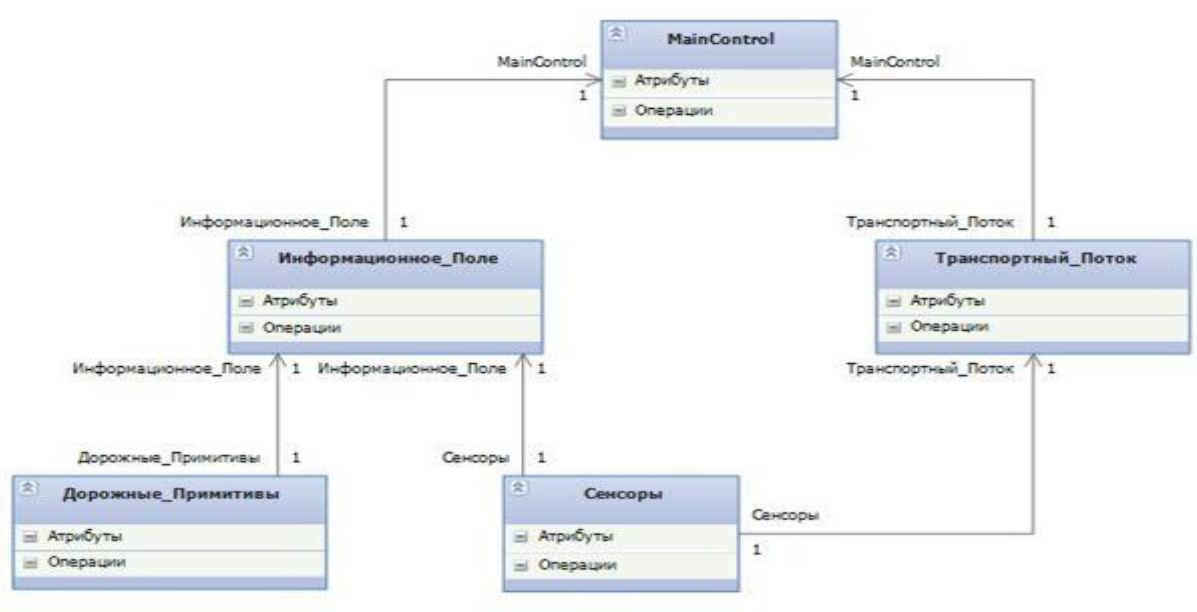 MainControl
Атрибуты
Операции
MainControl
1
MainControl
1
Информационное_Поле
1
Транспортный_Поток
1
Информационное_Поле
Атрибуты
Операции
Транспортный_Поток
Атрибуты
Операции
Информационное_Поле
1
Информационное_Поле
1
Транспортный_Поток
1
Дорожные_Примитивы
1
Сенсоры
1
Дорожные_Примитивы
Атрибуты
Операции
Сенсоры
Атрибуты
Операции
Сенсоры
1